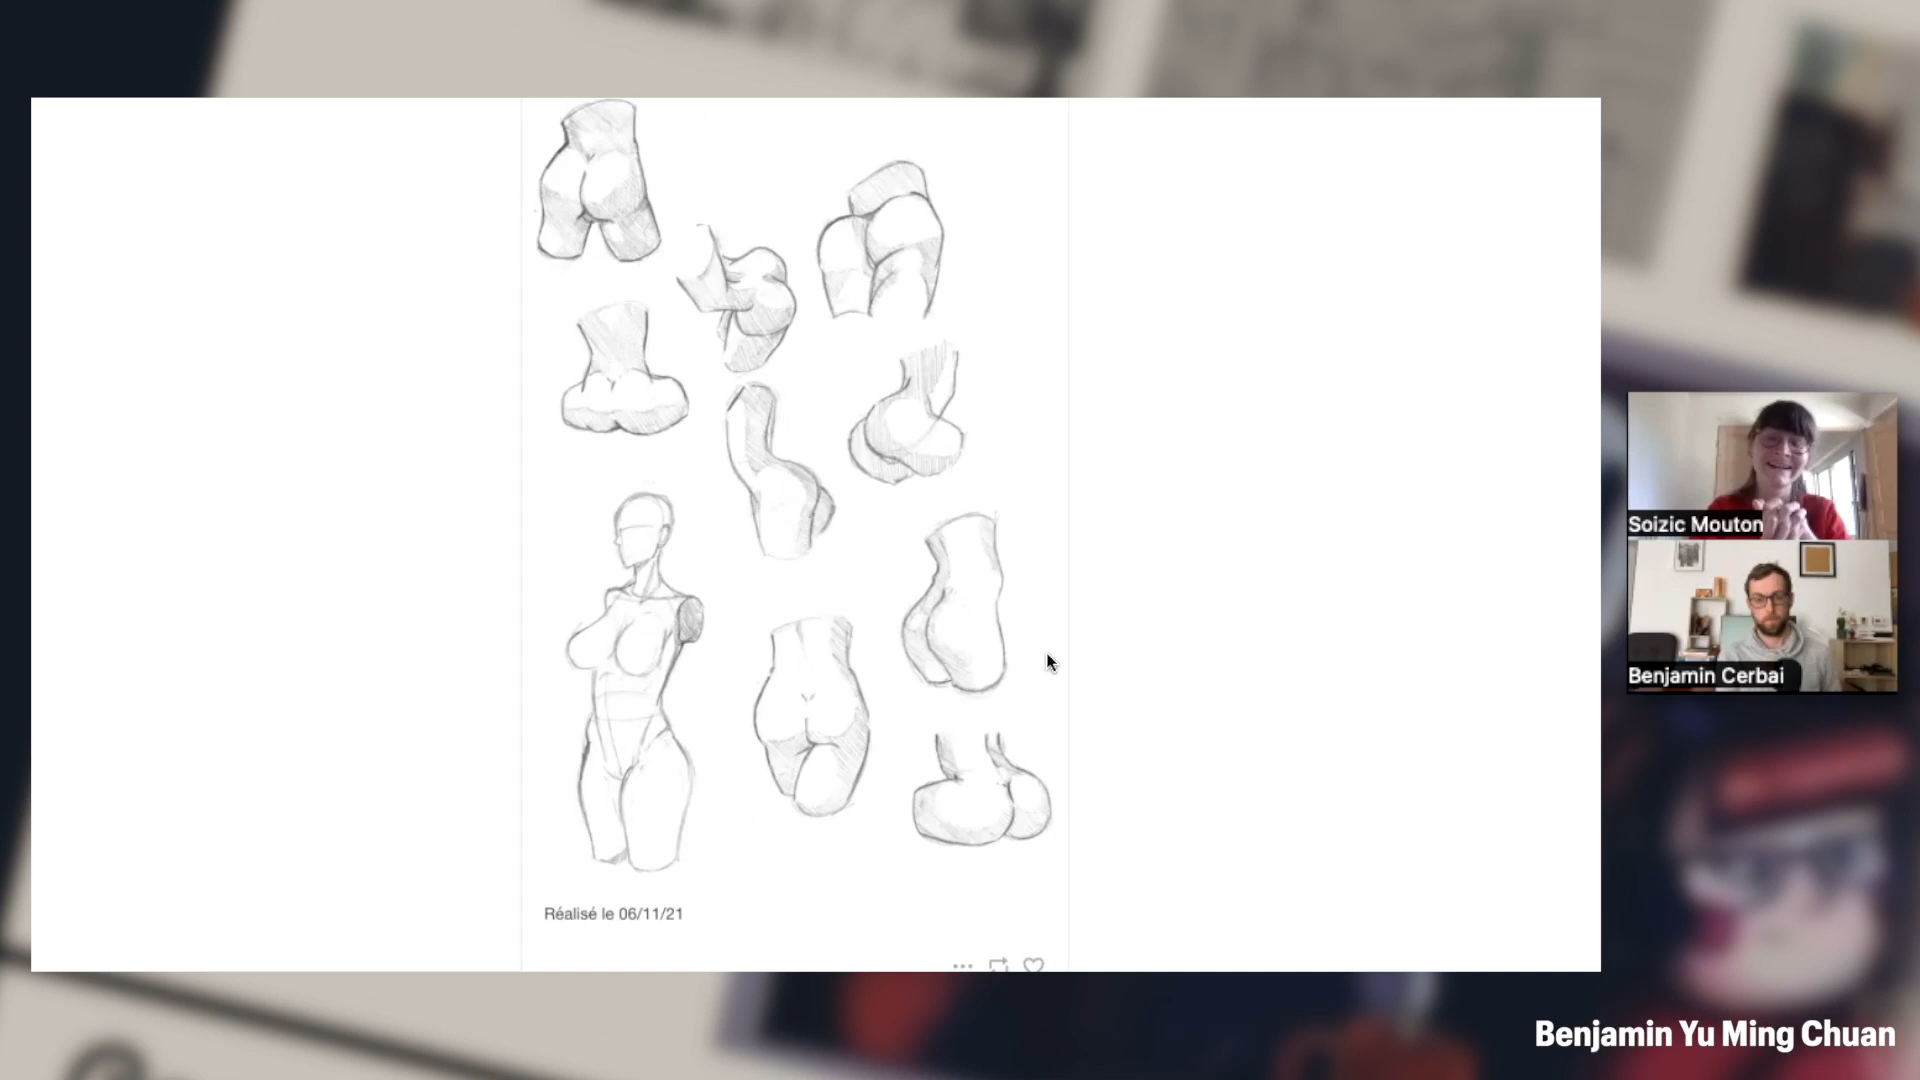 Soizic Mouton
Benjamin Cerbai
Réalisé le 06/11/21
Benjamin Yu Ming Chuan